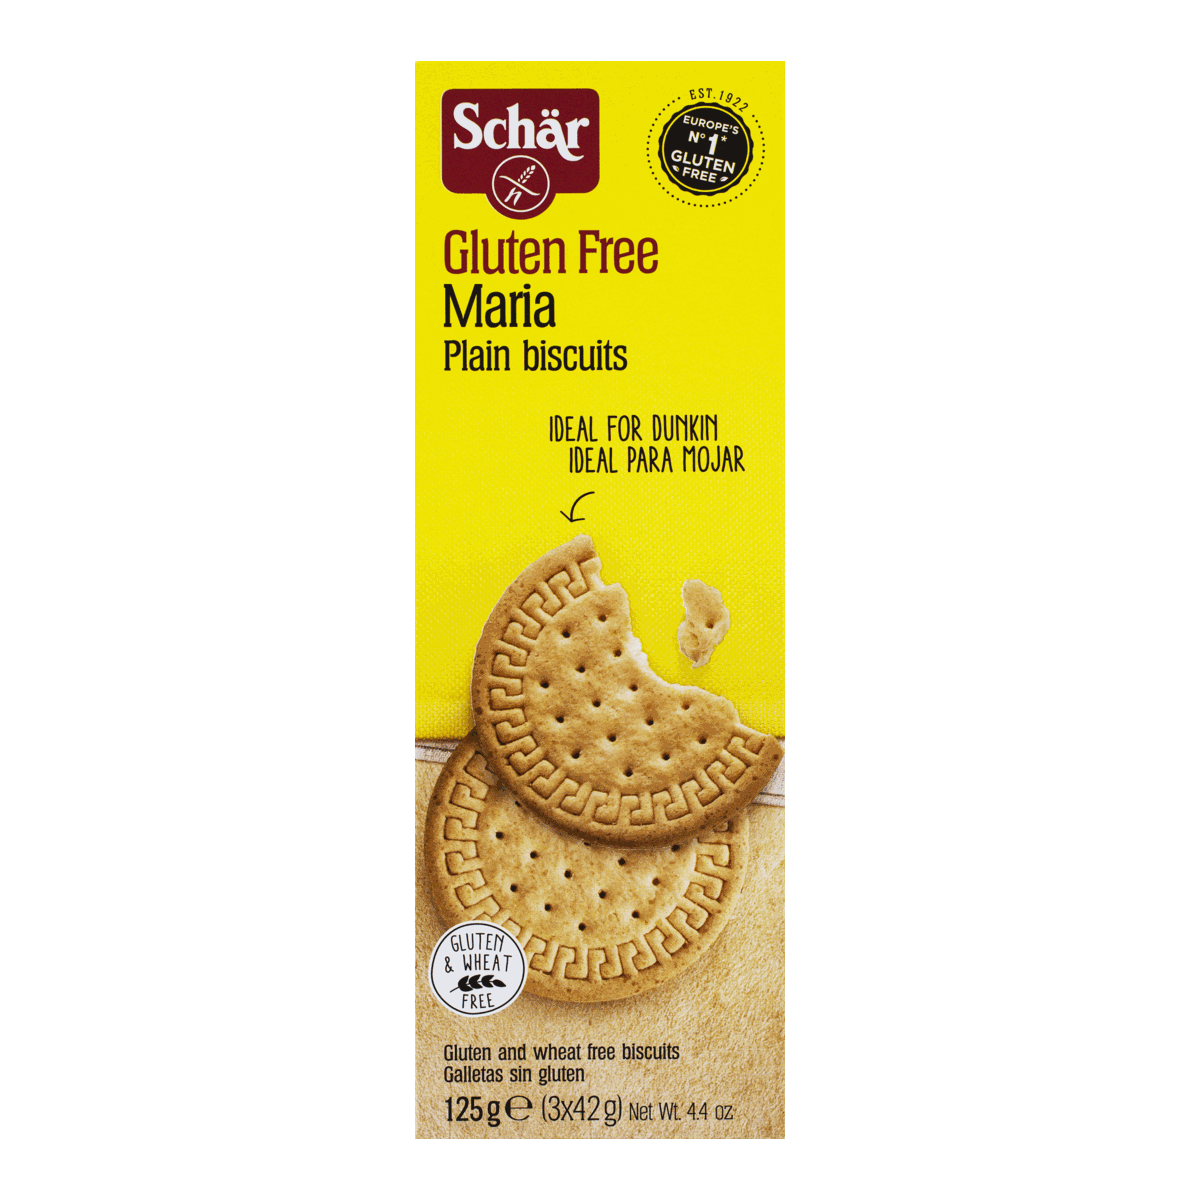 Schär
EST. 1922
EUROPE'S
N° 1*
GLUTEN
FREE
Gluten Free
Maria
Plain biscuits
IDEAL FOR DUNKIN
IDEAL PARA MOJAR
GLUTEN
& WHEAT
FREE
Gluten and wheat free biscuits
Galletas sin gluten
125g℮ (3x42g) Net Wt. 4.4 oz